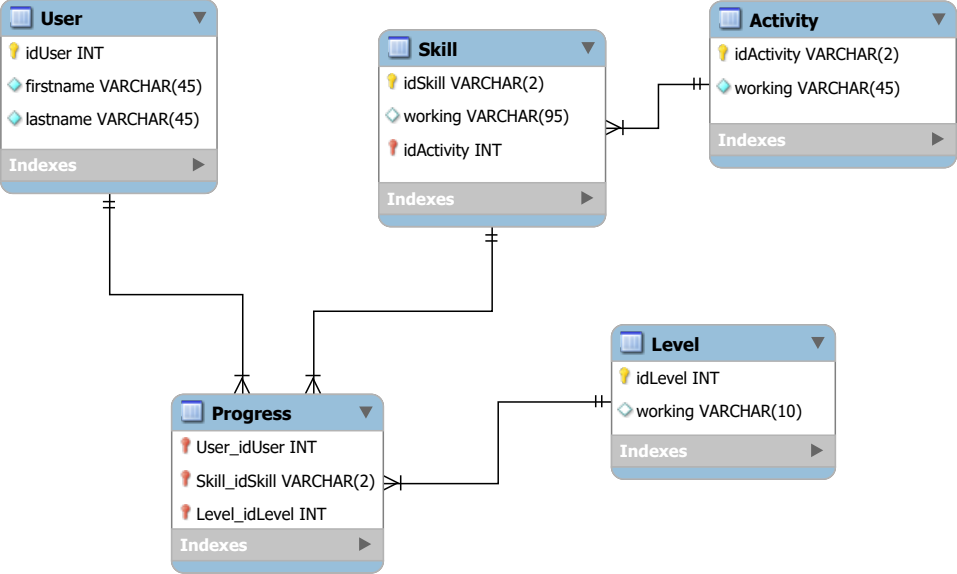 User
idUser INT
firstname VARCHAR(45)
lastname VARCHAR(45)
Indexes
Skill
idSkill VARCHAR(2)
working VARCHAR(95)
idActivity INT
Indexes
Activity
idActivity VARCHAR(2)
working VARCHAR(45)
Indexes
Progress
User_idUser INT
Skill_idSkill VARCHAR(2)
Level_idLevel INT
Indexes
Level
idLevel INT
working VARCHAR(10)
Indexes